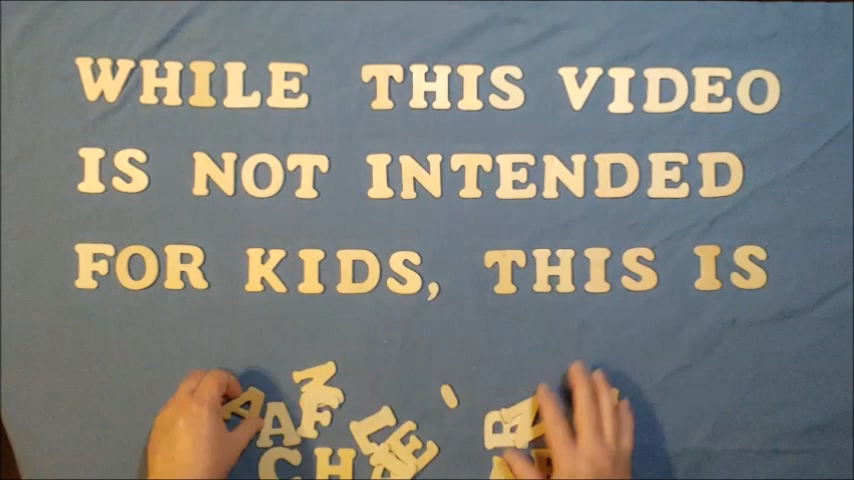 WHILE THIS VIDEO
IS NOT INTENDED
FOR KIDS, THIS IS